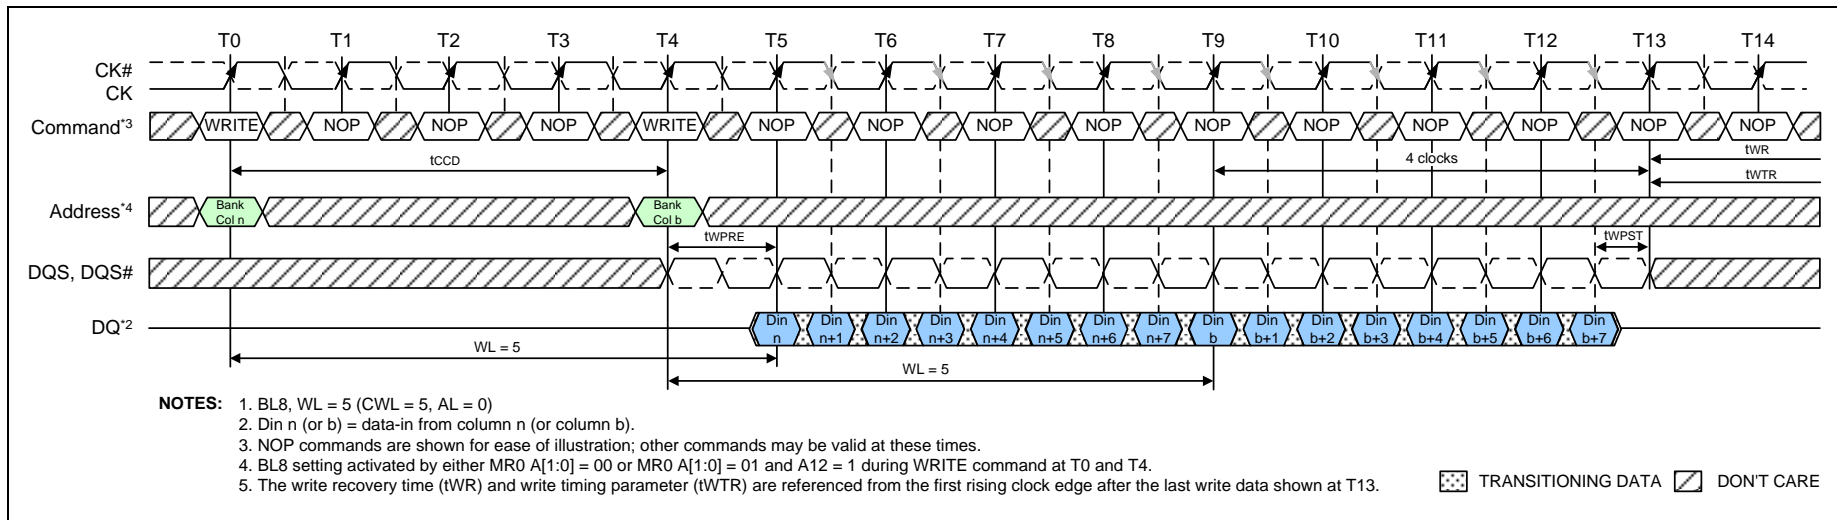 T0 T1 T2 T3 T4 T5 T6 T7 T8 T9 T10 T11 T12 T13 T14
CK#
CK
Command*3 WRITE NOP NOP NOP WRITE NOP NOP NOP NOP NOP NOP NOP NOP NOP NOP
tCCD 4 clocks tWR
tWTR
Address*4 Bank Col n Bank Col b
tWPRE tWPST
DQS, DQS#
DQ*2 Din n Din n+1 Din n+2 Din n+3 Din n+4 Din n+5 Din n+6 Din n+7 Din b Din b+1 Din b+2 Din b+3 Din b+4 Din b+5 Din b+6 Din b+7
WL = 5
WL = 5
NOTES: 1. BL8, WL = 5 (CWL = 5, AL = 0)
2. Din n (or b) = data-in from column n (or column b).
3. NOP commands are shown for ease of illustration; other commands may be valid at these times.
4. BL8 setting activated by either MR0 A[1:0] = 00 or MR0 A[1:0] = 01 and A12 = 1 during WRITE command at T0 and T4.
5. The write recovery time (tWR) and write timing parameter (tWTR) are referenced from the first rising clock edge after the last write data shown at T13.
TRANSITIONING DATA DON'T CARE